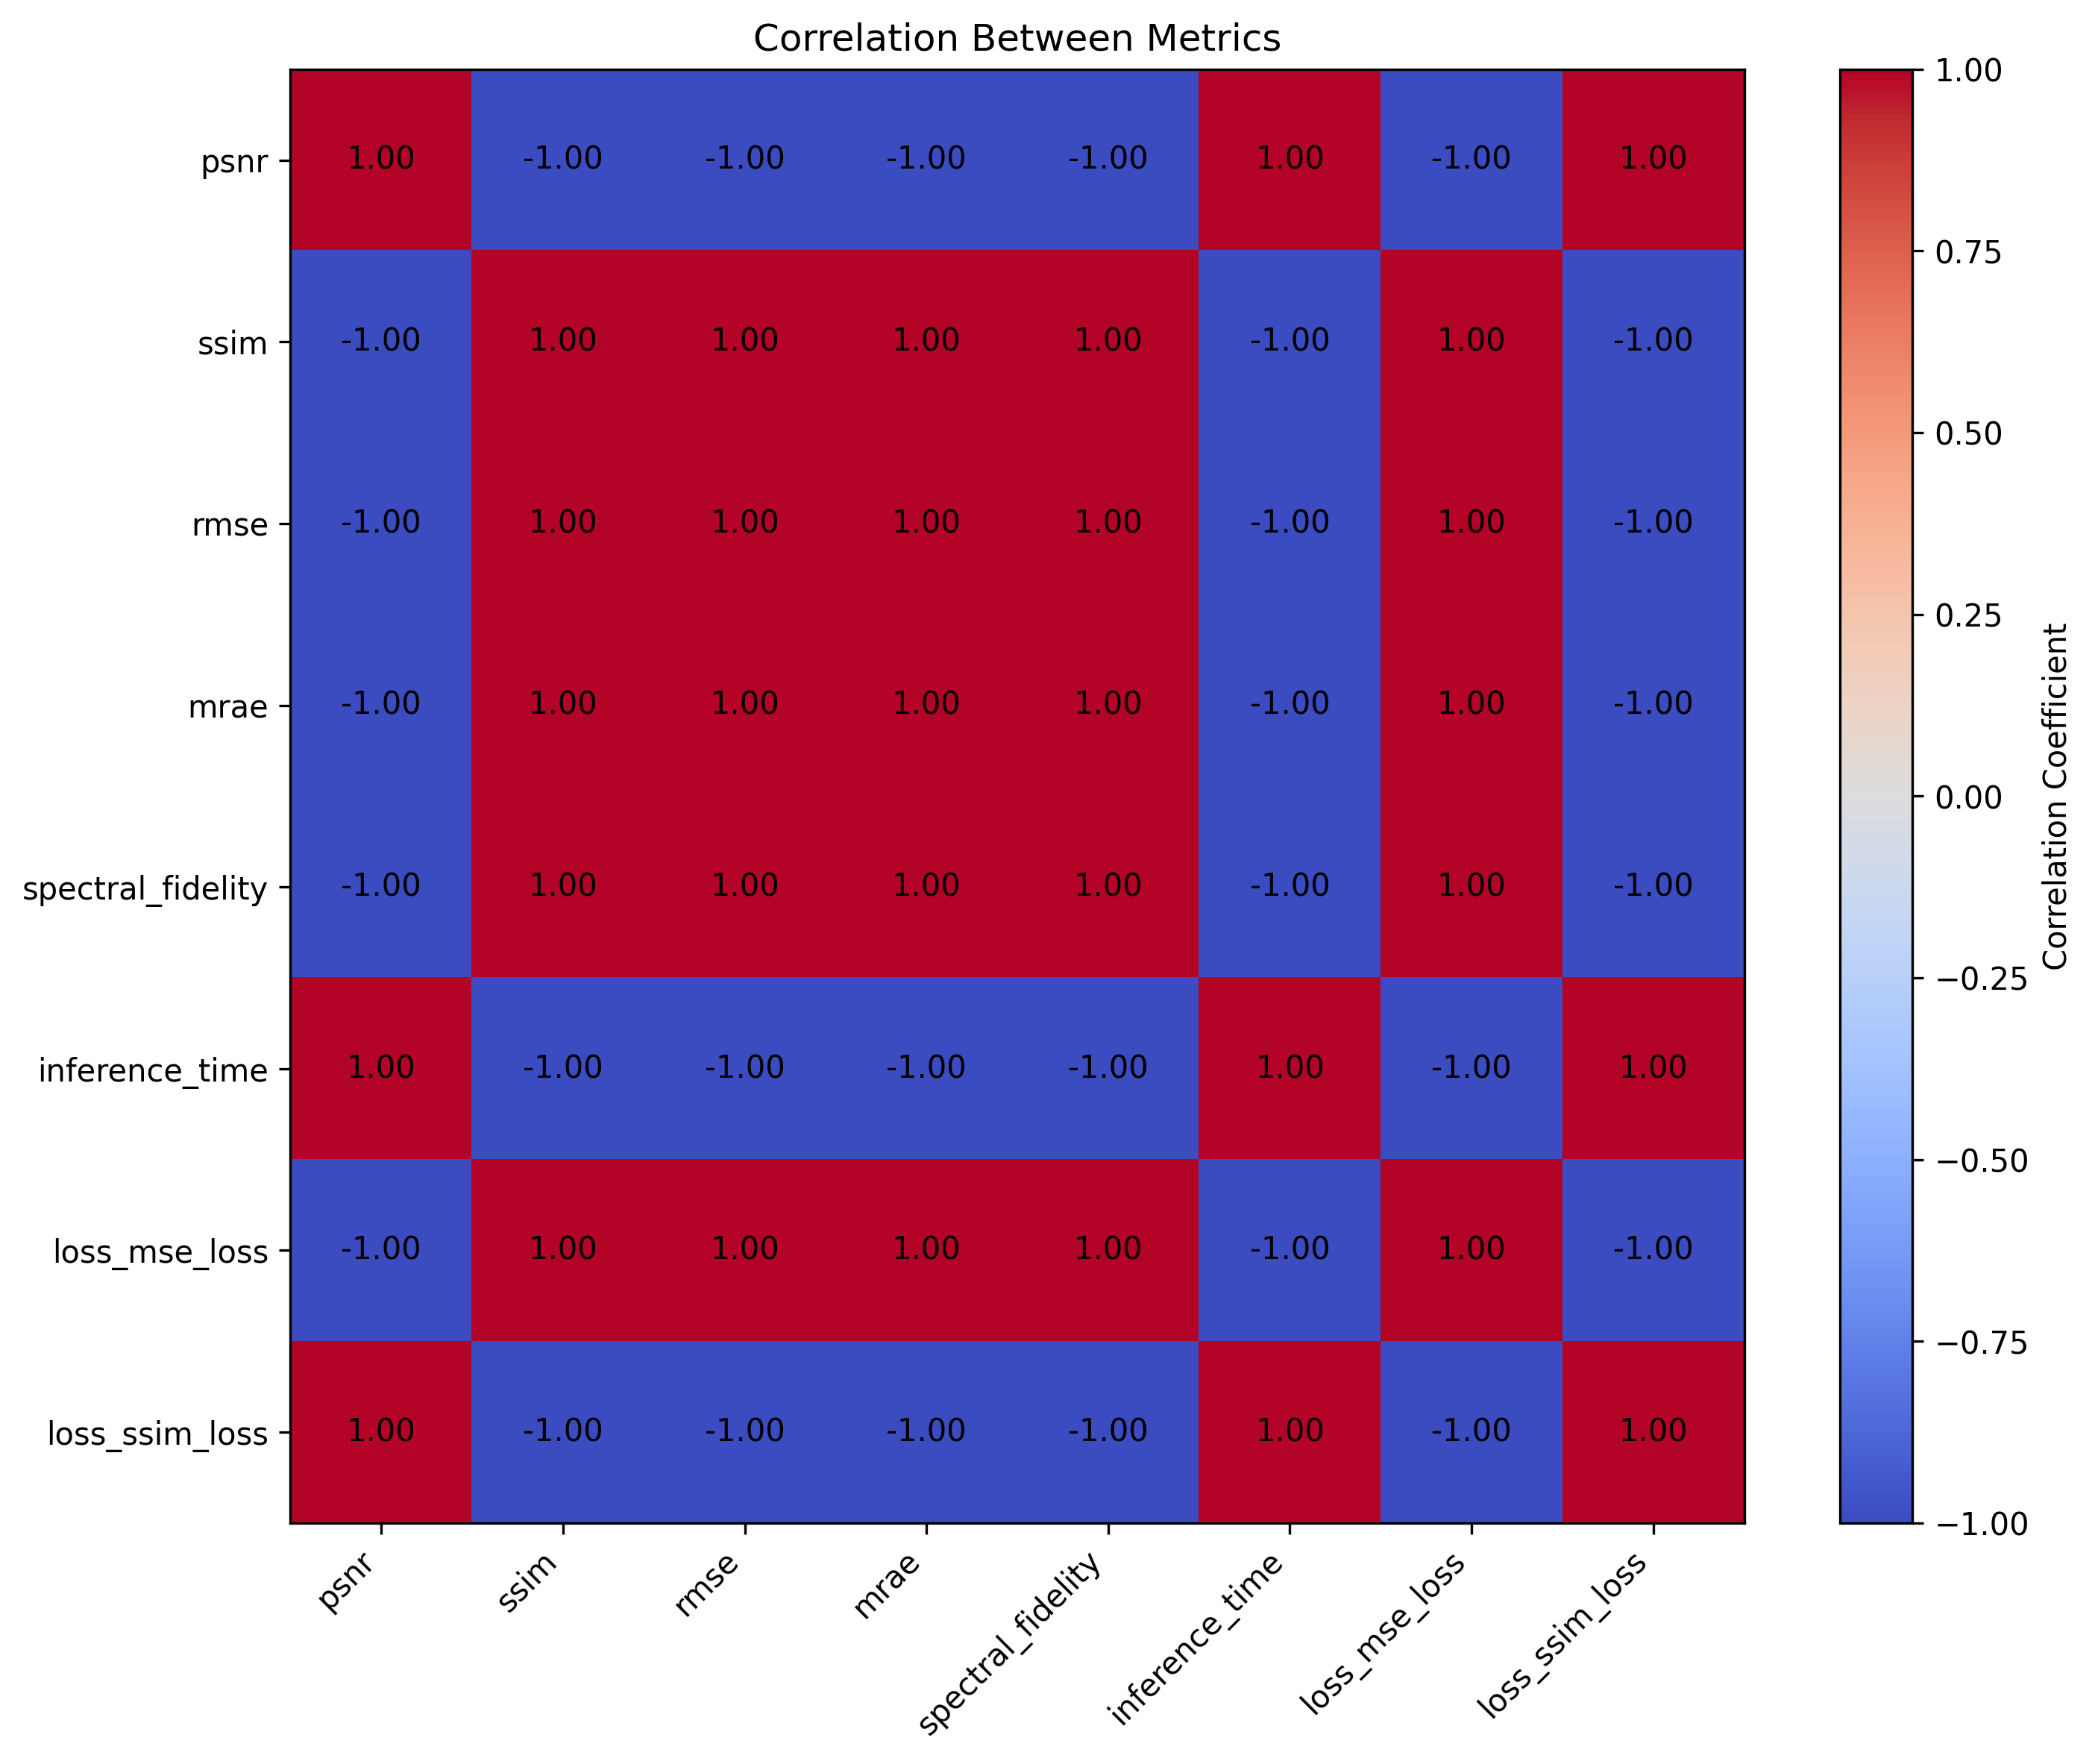 Correlation Between Metrics
psnr 1.00 -1.00 -1.00 -1.00 -1.00 1.00 -1.00 1.00
ssim -1.00 1.00 1.00 1.00 1.00 -1.00 1.00 -1.00
rmse -1.00 1.00 1.00 1.00 1.00 -1.00 1.00 -1.00
mrae -1.00 1.00 1.00 1.00 1.00 -1.00 1.00 -1.00
spectral_fidelity -1.00 1.00 1.00 1.00 1.00 -1.00 1.00 -1.00
inference_time 1.00 -1.00 -1.00 -1.00 -1.00 1.00 -1.00 1.00
loss_mse_loss -1.00 1.00 1.00 1.00 1.00 -1.00 1.00 -1.00
loss_ssim_loss 1.00 -1.00 -1.00 -1.00 -1.00 1.00 -1.00 1.00
psnr
ssim
rmse
mrae
spectral_fidelity
inference_time
loss_mse_loss
loss_ssim_loss
1.00
0.75
0.50
0.25
0.00
−0.25
−0.50
−0.75
−1.00
Correlation Coefficient